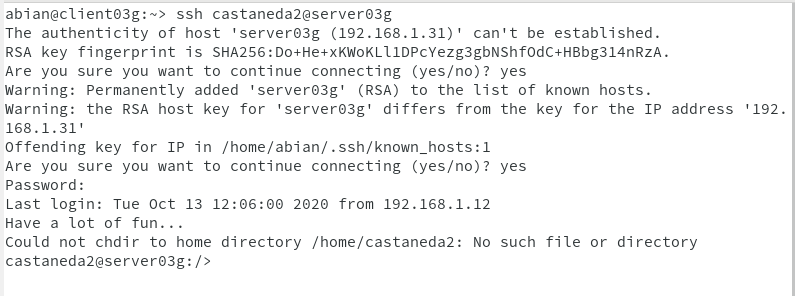 abian@client03g:~> ssh castaneda2@server03g
The authenticity of host 'server03g (192.168.1.31)' can't be established.
RSA key fingerprint is SHA256:Do+He+xKWoKLl1DPcYezg3gbNShfOdC+HBbg314nRzA.
Are you sure you want to continue connecting (yes/no)? yes
Warning: Permanently added 'server03g' (RSA) to the list of known hosts.
Warning: the RSA host key for 'server03g' differs from the key for the IP address '192.
168.1.31'
Offending key for IP in /home/abian/.ssh/known_hosts:1
Are you sure you want to continue connecting (yes/no)? yes
Password:
Last login: Tue Oct 13 12:06:00 2020 from 192.168.1.12
Have a lot of fun...
Could not chdir to home directory /home/castaneda2: No such file or directory
castaneda2@server03g:/>